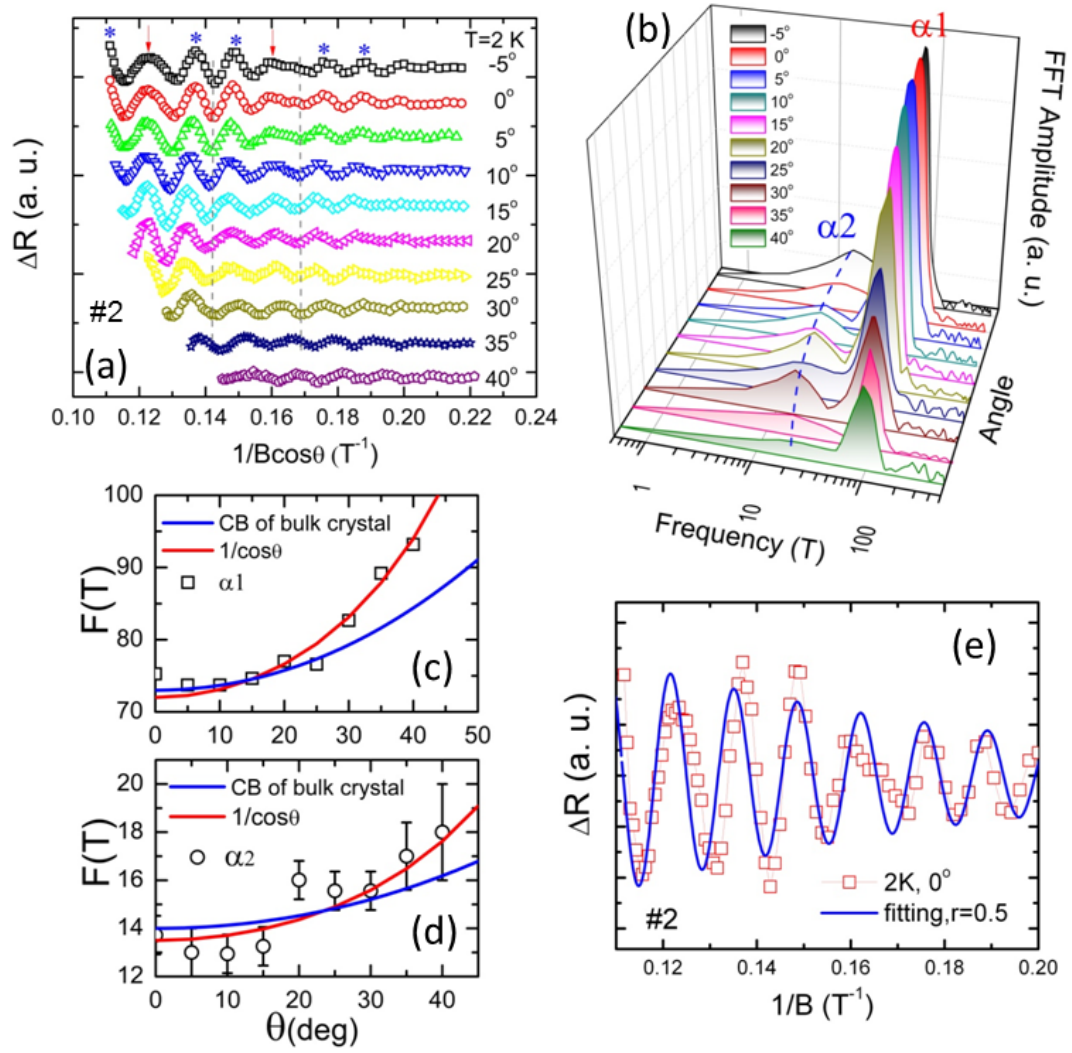 (a)
T=2 K
-5°
0°
5°
10°
15°
20°
25°
30°
35°
40°
#2
ΔR (a. u.)
0.10 0.12 0.14 0.16 0.18 0.20 0.22 0.24
1/Bcosθ (T⁻¹)
(b)
-5°
0°
5°
10°
15°
20°
25°
30°
35°
40°
α1
α2
FFT Amplitude (a. u.)
Angle
1 10 100
Frequency (T)
(c)
CB of bulk crystal
1/cosθ
α1
F(T)
100
90
80
70
0 10 20 30 40 50
(d)
CB of bulk crystal
1/cosθ
α2
F(T)
20
18
16
14
12
0 10 20 30 40
θ(deg)
(e)
ΔR (a. u.)
2K, 0°
fitting,r=0.5
#2
0.12 0.14 0.16 0.18 0.20
1/B (T⁻¹)